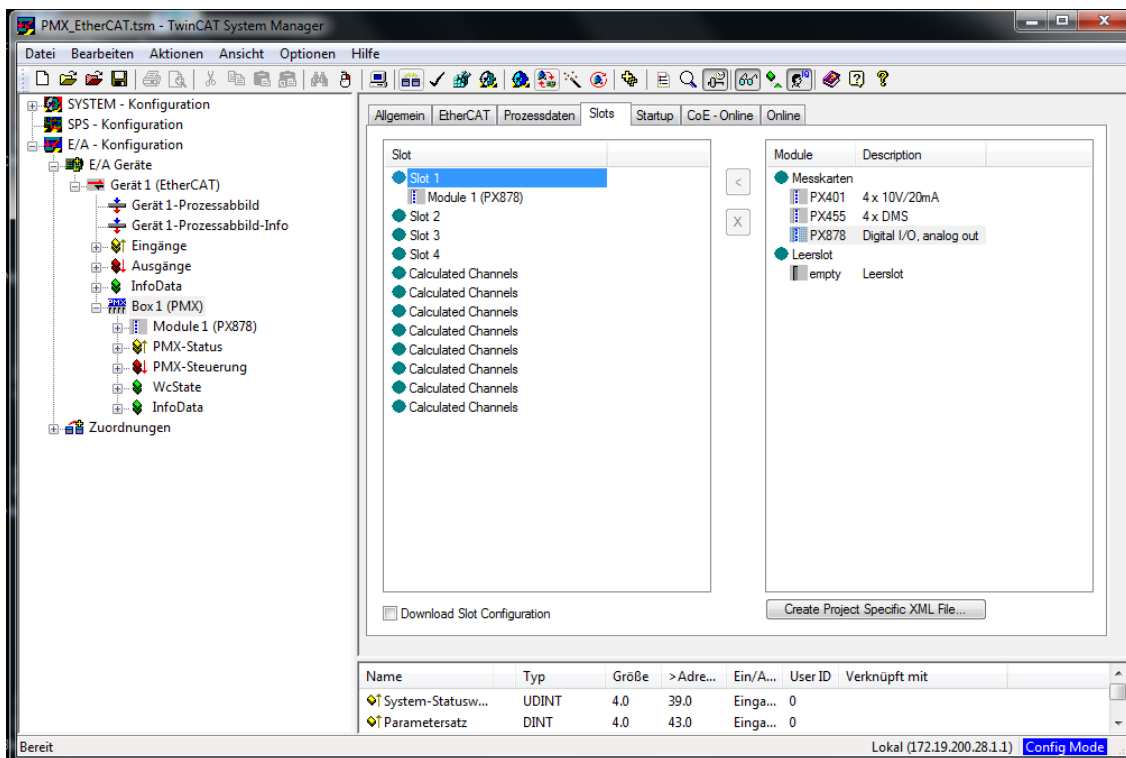 PMX_EtherCAT.tsm - TwinCAT System Manager
Datei Bearbeiten Aktionen Ansicht Optionen Hilfe
SYSTEM - Konfiguration
SPS - Konfiguration
E/A - Konfiguration
E/A Geräte
Gerät 1 (EtherCAT)
Gerät 1-Prozessabbild
Gerät 1-Prozessabbild-Info
Eingänge
Ausgänge
InfoData
Box 1 (PMX)
Module 1 (PX878)
PMX-Status
PMX-Steuerung
WcState
InfoData
Zuordnungen
Allgemein EtherCAT Prozessdaten Slots Startup CoE - Online Online
Slot
Slot 1
Module 1 (PX878)
Slot 2
Slot 3
Slot 4
Calculated Channels
Calculated Channels
Calculated Channels
Calculated Channels
Calculated Channels
Calculated Channels
Calculated Channels
Calculated Channels
<
X
Module Description
Messkarten
PX401 4 x 10V/20mA
PX455 4 x DMS
PX878 Digital I/O, analog out
Leerslot
empty Leerslot
Download Slot Configuration
Create Project Specific XML File...
Name Typ Größe >Adre... Ein/A... User ID Verknüpft mit
System-Statusw... UDINT 4.0 39.0 Einga... 0
Parametersatz DINT 4.0 43.0 Einga... 0
Bereit
Lokal (172.19.200.28.1.1) Config Mode